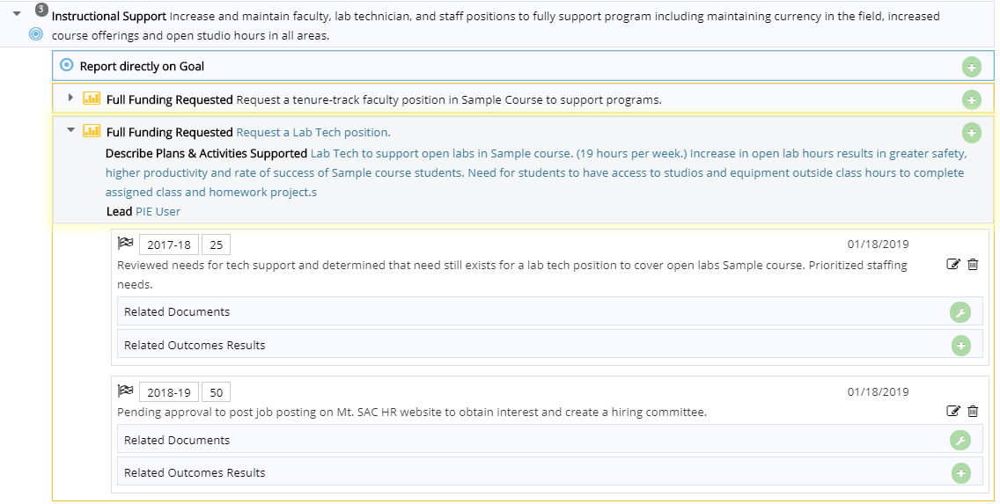 3
Instructional Support Increase and maintain faculty, lab technician, and staff positions to fully support program including maintaining currency in the field, increased
course offerings and open studio hours in all areas.
Report directly on Goal
Full Funding Requested Request a tenure-track faculty position in Sample Course to support programs.
Full Funding Requested Request a Lab Tech position.
Describe Plans & Activities Supported Lab Tech to support open labs in Sample course. (19 hours per week.) Increase in open lab hours results in greater safety,
higher productivity and rate of success of Sample course students. Need for students to have access to studios and equipment outside class hours to complete
assigned class and homework project.s
Lead PIE User
2017-18 25 01/18/2019
Reviewed needs for tech support and determined that need still exists for a lab tech position to cover open labs Sample course. Prioritized staffing
needs.
Related Documents
Related Outcomes Results
2018-19 50 01/18/2019
Pending approval to post job posting on Mt. SAC HR website to obtain interest and create a hiring committee.
Related Documents
Related Outcomes Results